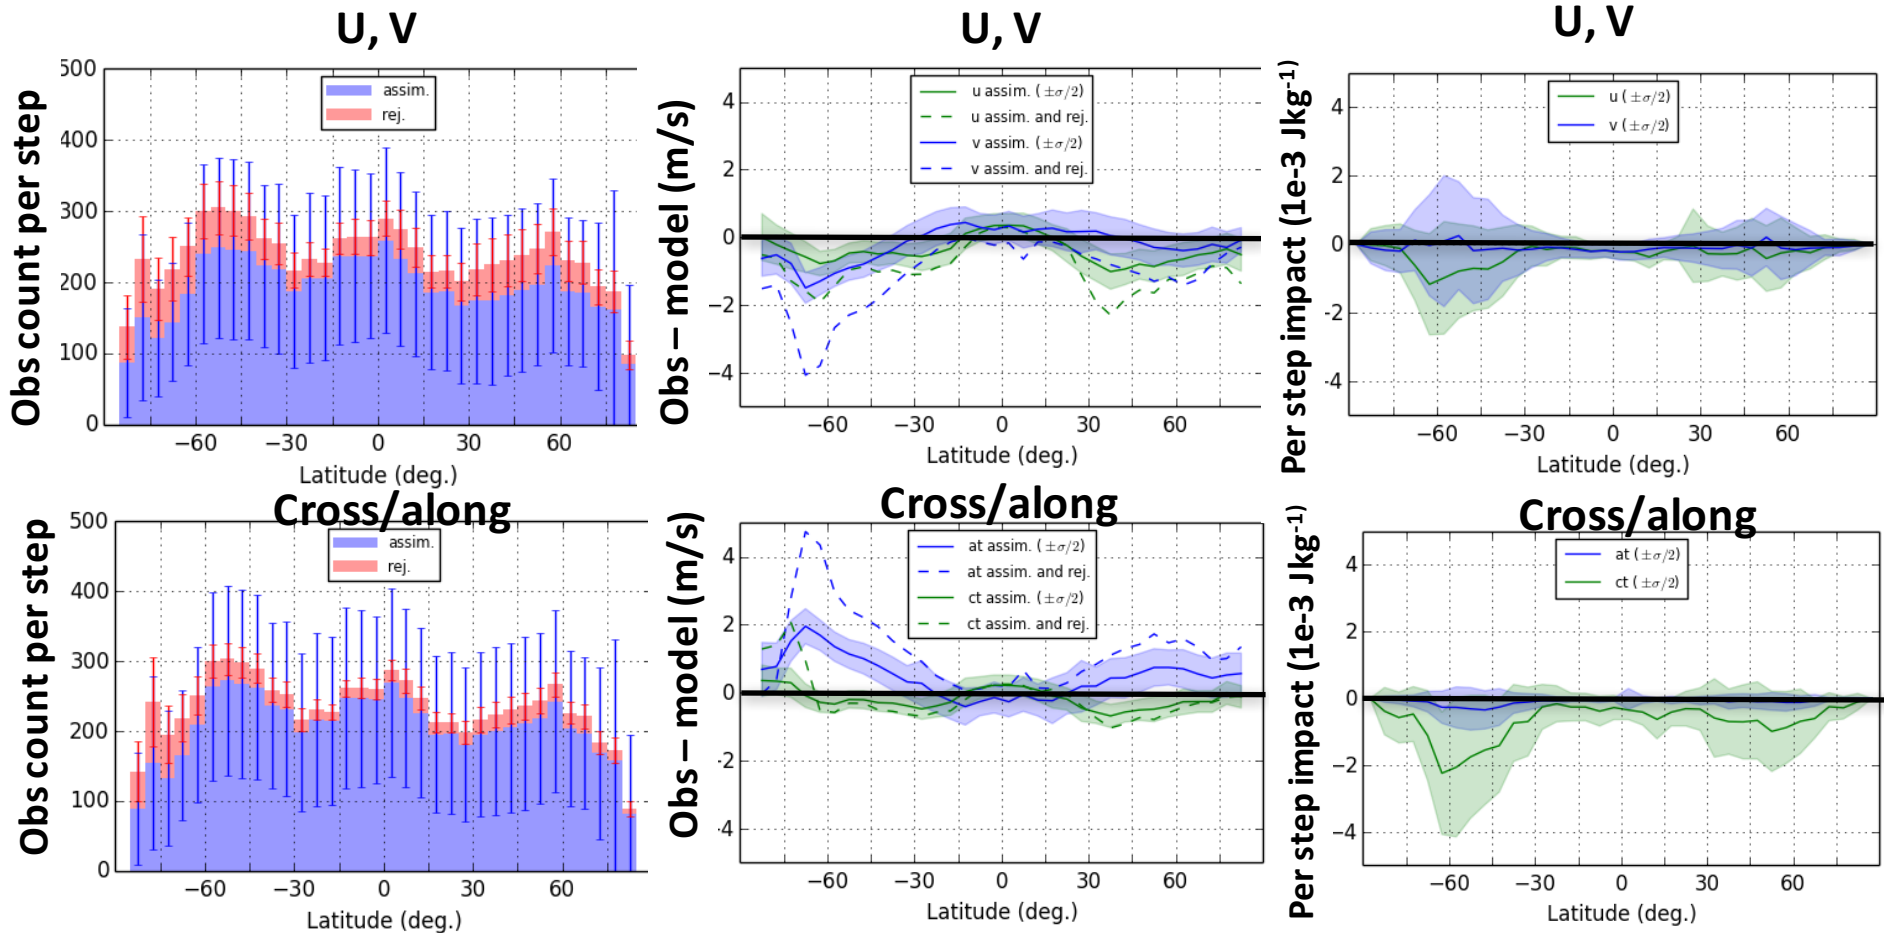 U, V
Obs count per step
500
400
300
200
100
0
assim.
rej.
−60 −30 0 30 60
Latitude (deg.)
U, V
Obs – model (m/s)
4
2
0
−2
−4
u assim. (±σ/2)
u assim. and rej.
v assim. (±σ/2)
v assim. and rej.
−60 −30 0 30 60
Latitude (deg.)
U, V
Per step impact (1e-3 Jkg⁻¹)
4
2
0
-2
-4
u (±σ/2)
v (±σ/2)
−60 −30 0 30 60
Latitude (deg.)
Cross/along
Obs count per step
500
400
300
200
100
0
assim.
rej.
−60 −30 0 30 60
Latitude (deg.)
Cross/along
Obs – model (m/s)
4
2
0
-2
-4
at assim. (±σ/2)
at assim. and rej.
ct assim. (±σ/2)
ct assim. and rej.
−60 −30 0 30 60
Latitude (deg.)
Cross/along
Per step impact (1e-3 Jkg⁻¹)
4
2
0
-2
-4
at (±σ/2)
ct (±σ/2)
−60 −30 0 30 60
Latitude (deg.)